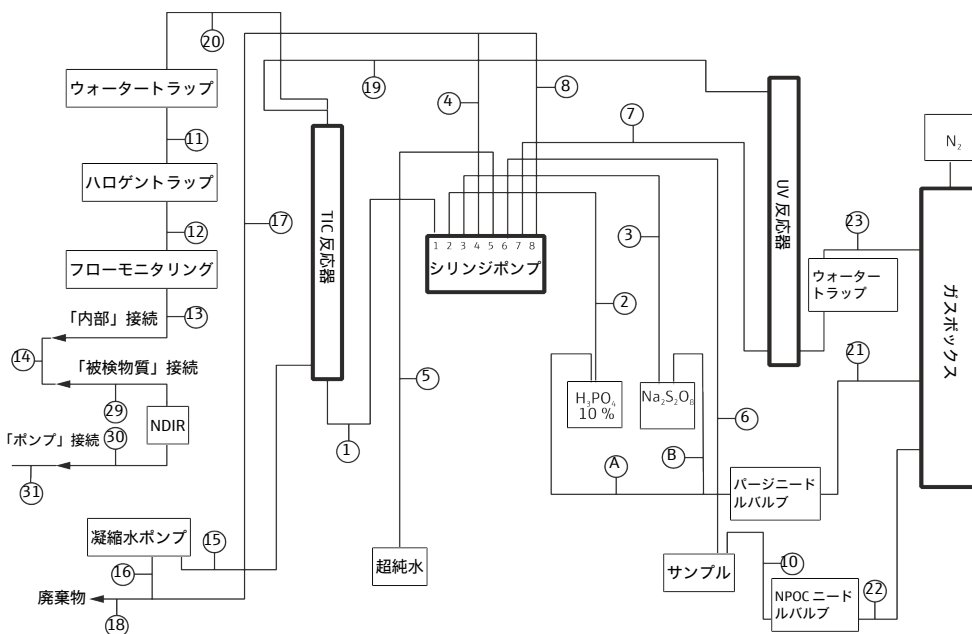 20
ウォータートラップ
19
4
8
7
N₂
11
ハロゲントラップ
12
17
フローモニタリング
13
「内部」接続
14
「被検物質」接続
29
NDIR
「ポンプ」接続
30
31
TIC 反応器
1
1 2 3 4 5 6 7 8
シリンジポンプ
3
2
5
UV 反応器
23
ウォーター
トラップ
ガスボックス
21
H₃PO₄
10 %
Na₂S₂O₈
6
A
B
パージニード
ルバルブ
凝縮水ポンプ
15
16
廃棄物
18
超純水
サンプル
10
NPOC ニード
ルバルブ
22